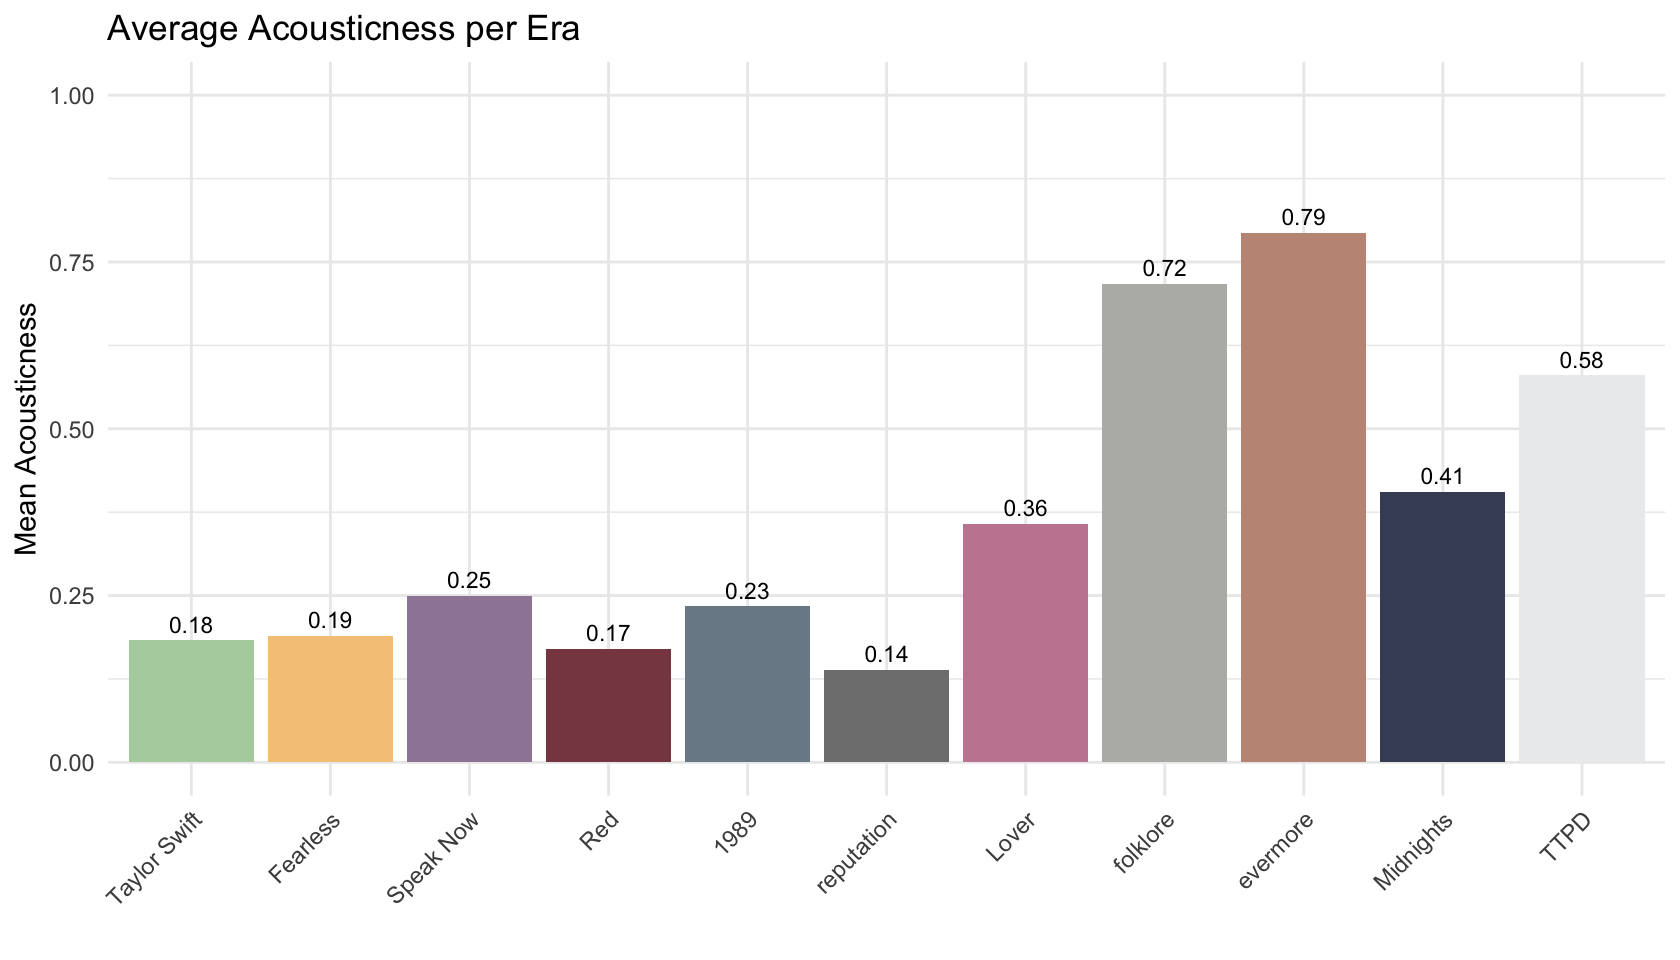 Average Acousticness per Era
Mean Acousticness
1.00
0.75
0.50
0.25
0.00
0.18
0.19
0.25
0.17
0.23
0.14
0.36
0.72
0.79
0.41
0.58
Taylor Swift
Fearless
Speak Now
Red
1989
reputation
Lover
folklore
evermore
Midnights
TTPD